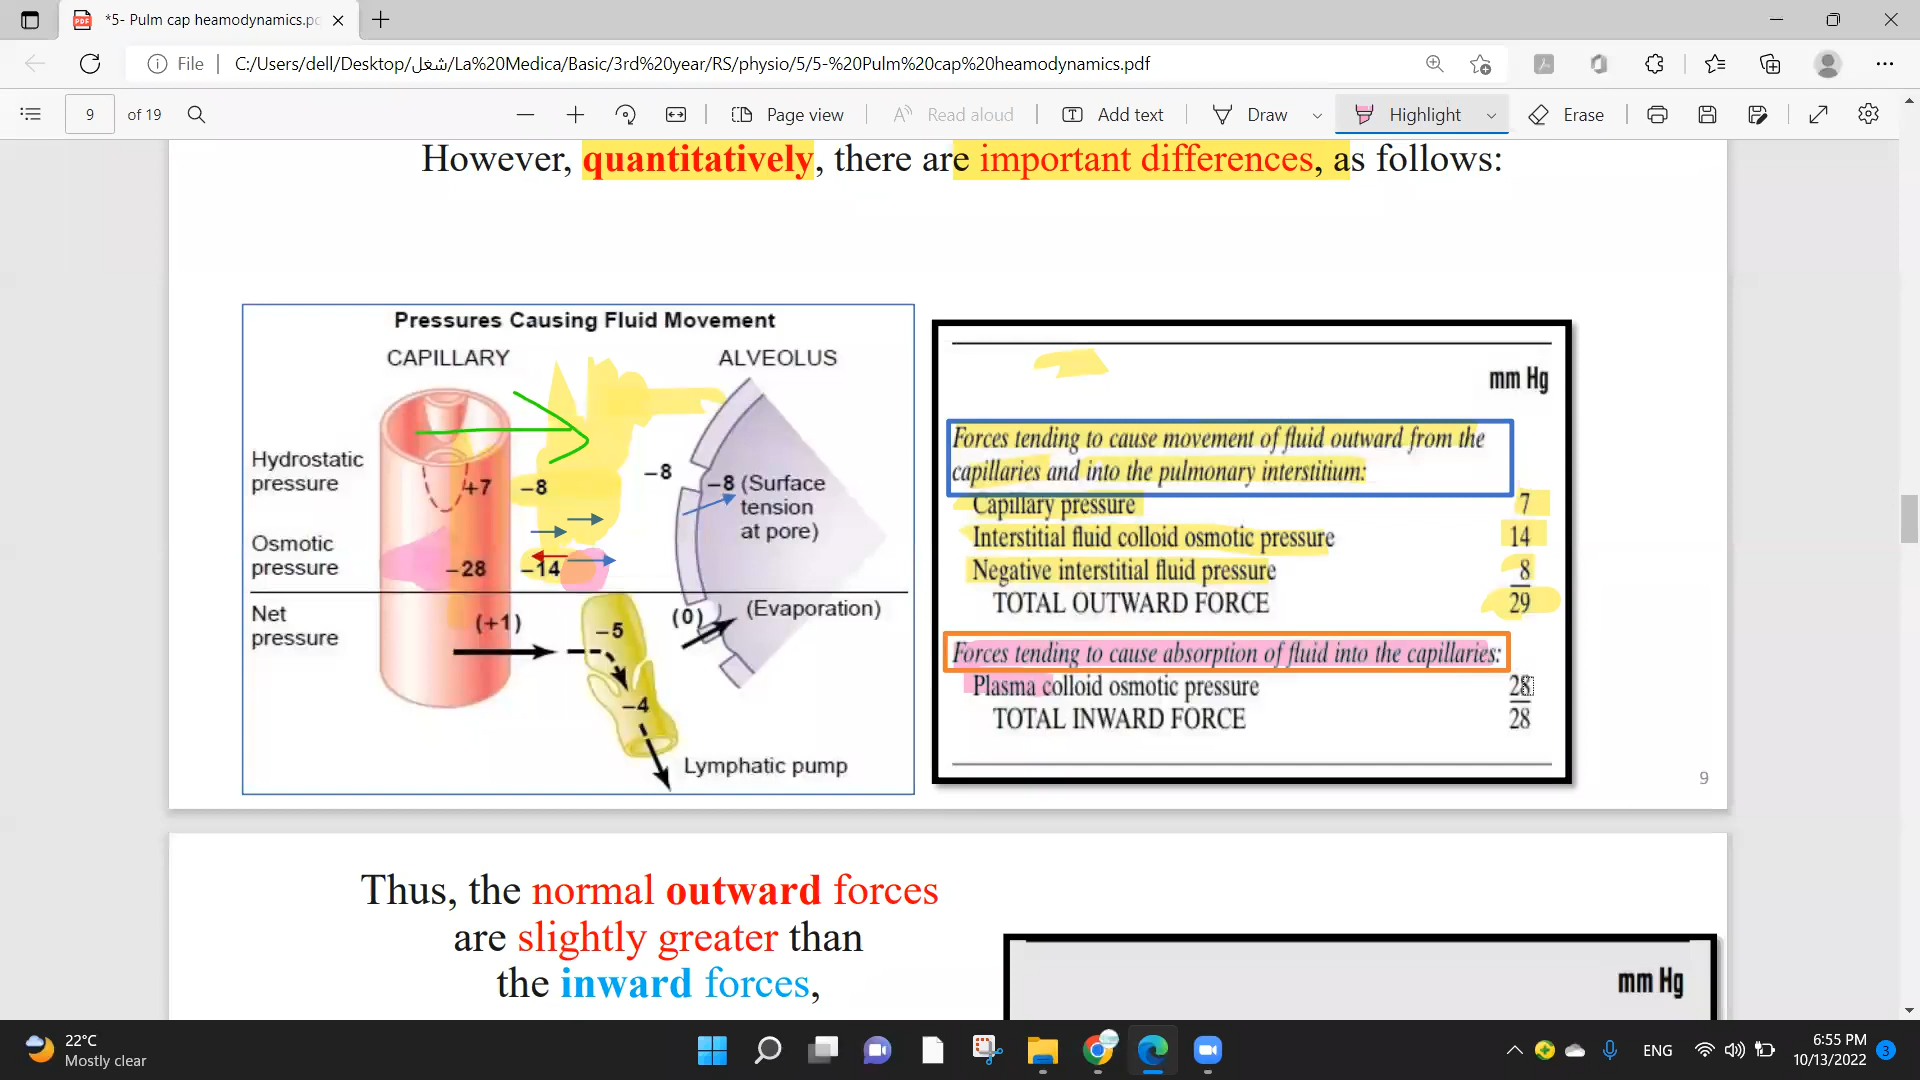 *5- Pulm cap heamodynamics.pd
File
C:/Users/dell/Desktop/شغل/La%20Medica/Basic/3rd%20year/RS/physio/5/5-%20Pulm%20cap%20heamodynamics.pdf
9 of 19
Page view
Read aloud
Add text
Draw
Highlight
Erase
However, quantitatively, there are important differences, as follows:
Pressures Causing Fluid Movement
CAPILLARY
ALVEOLUS
Hydrostatic
pressure
+7
−8
−8
−8 (Surface
tension
at pore)
Osmotic
pressure
−28
−14
Net
pressure
(+1)
−5
(0)
(Evaporation)
−4
Lymphatic pump
mm Hg
Forces tending to cause movement of fluid outward from the
capillaries and into the pulmonary interstitium:
Capillary pressure 7
Interstitial fluid colloid osmotic pressure 14
Negative interstitial fluid pressure 8
TOTAL OUTWARD FORCE 29
Forces tending to cause absorption of fluid into the capillaries:
Plasma colloid osmotic pressure 28
TOTAL INWARD FORCE 28
9
Thus, the normal outward forces
are slightly greater than
the inward forces,
mm Hg
22°C
Mostly clear
ENG
6:55 PM
10/13/2022
3